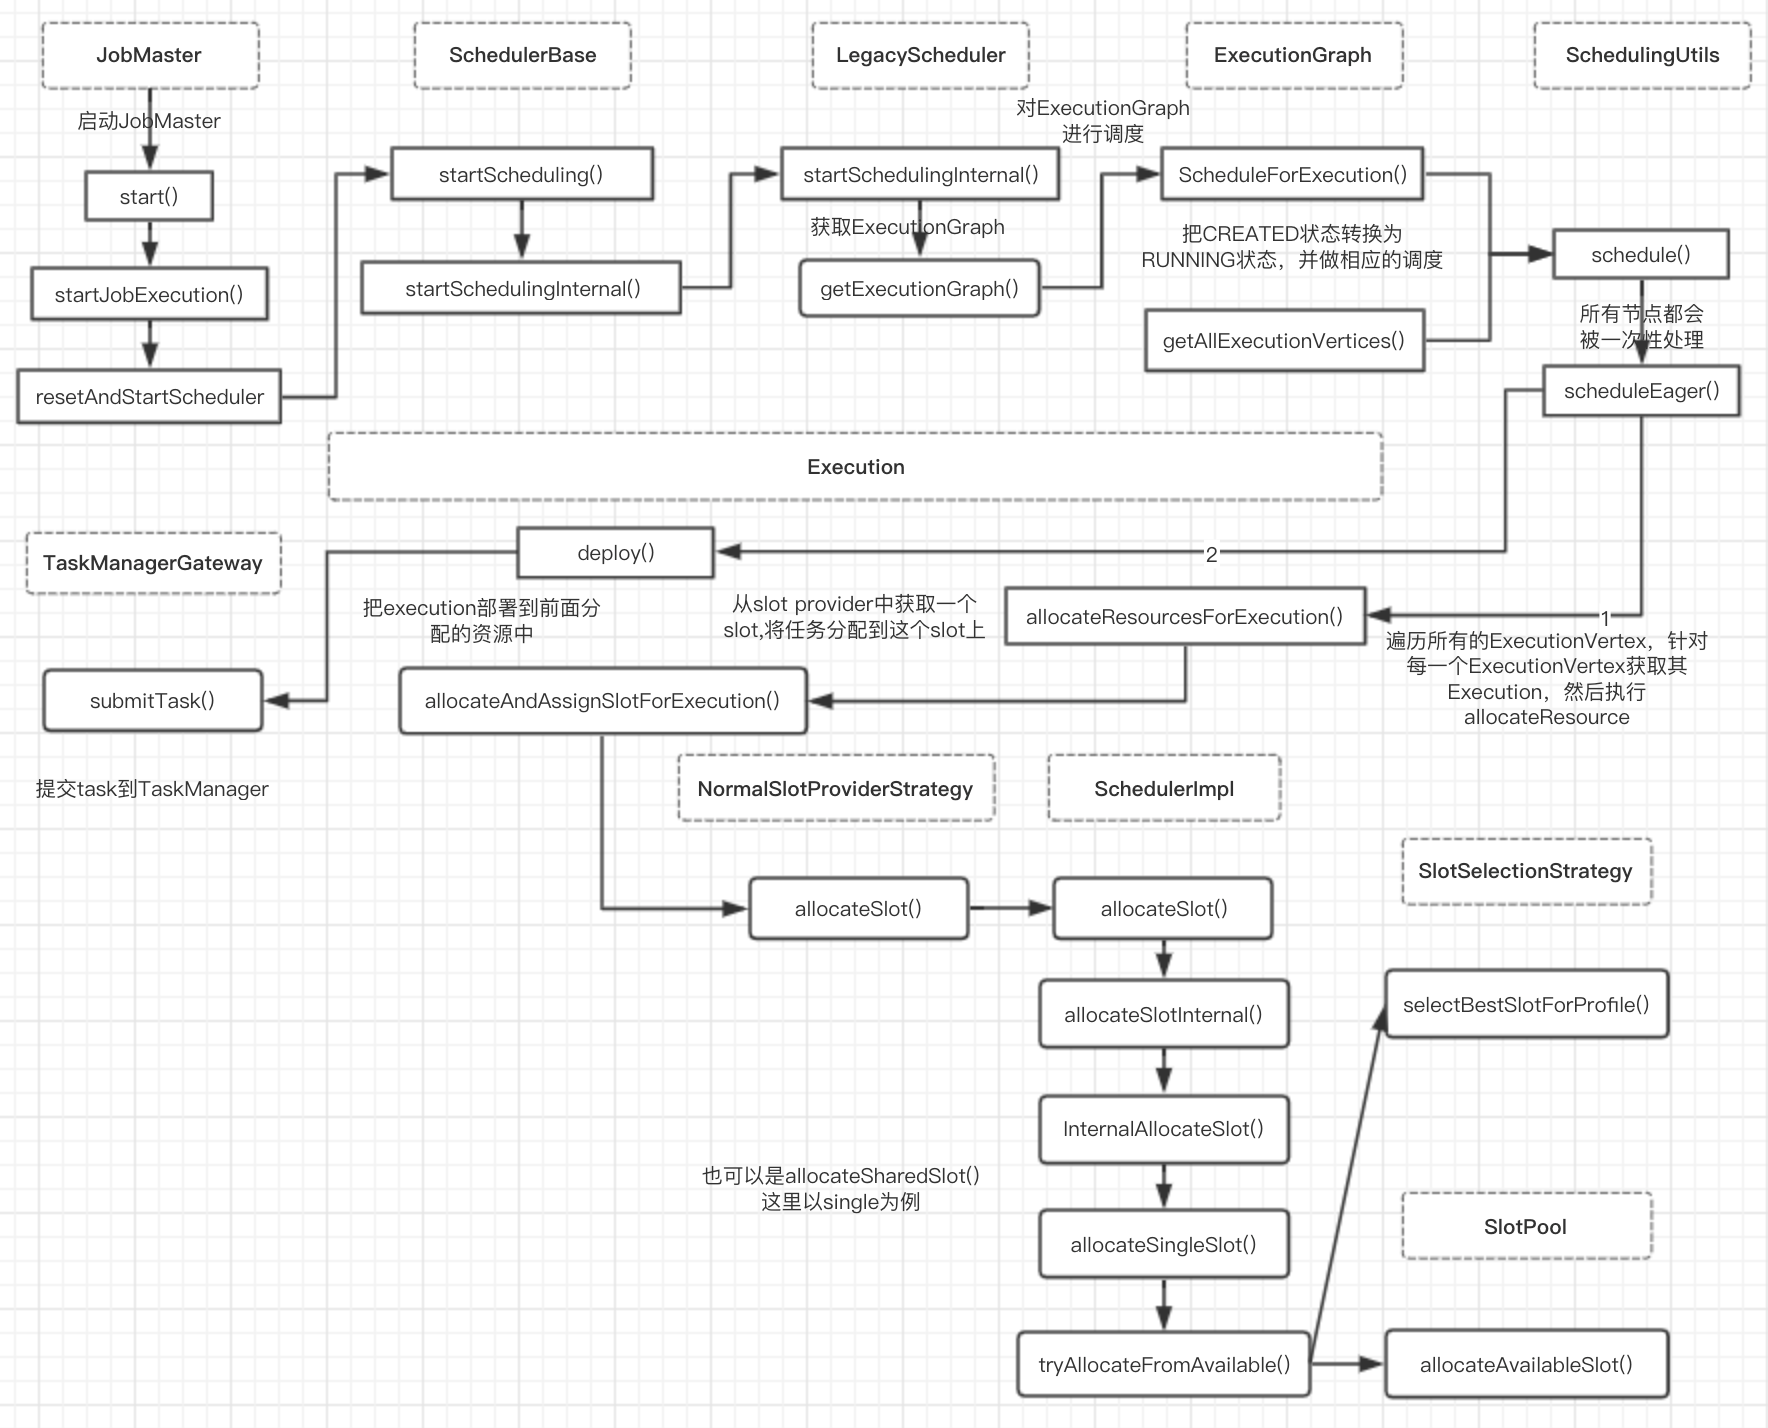 JobMaster
SchedulerBase
LegacyScheduler
ExecutionGraph
SchedulingUtils
启动JobMaster
对ExecutionGraph
进行调度
start()
startScheduling()
startSchedulingInternal()
ScheduleForExecution()
获取ExecutionGraph
把CREATED状态转换为
RUNNING状态，并做相应的调度
schedule()
startJobExecution()
startSchedulingInternal()
getExecutionGraph()
getAllExecutionVertices()
所有节点都会
被一次性处理
resetAndStartScheduler
scheduleEager()
Execution
TaskManagerGateway
deploy()
2
把execution部署到前面分
配的资源中
从slot provider中获取一个
slot,将任务分配到这个slot上
allocateResourcesForExecution()
1
遍历所有的ExecutionVertex，针对
每一个ExecutionVertex获取其
Execution，然后执行
allocateResource
submitTask()
allocateAndAssignSlotForExecution()
提交task到TaskManager
NormalSlotProviderStrategy
SchedulerImpl
SlotSelectionStrategy
allocateSlot()
allocateSlot()
allocateSlotInternal()
selectBestSlotForProfile()
InternalAllocateSlot()
也可以是allocateSharedSlot()
这里以single为例
allocateSingleSlot()
SlotPool
tryAllocateFromAvailable()
allocateAvailableSlot()